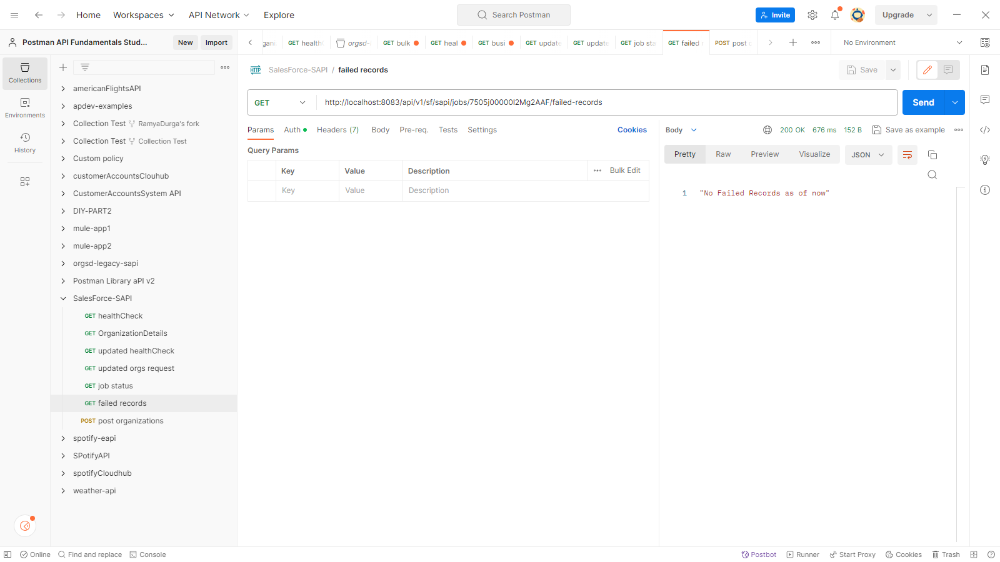 Home Workspaces API Network Explore Search Postman Invite Upgrade
Postman API Fundamentals Stud... New Import
GET health GET bulk GET heal GET busi GET update GET update GET job sta GET failed POST post No Environment
Collections
Environments
History
americanFlightsAPI
apdev-examples
Collection Test RamyaDurga's fork
Collection Test Collection Test
Custom policy
customerAccountsClouhub
CustomerAccountsSystem API
DIY-PART2
mule-app1
mule-app2
orgsd-legacy-sapi
Postman Library aPI v2
SalesForce-SAPI
GET healthCheck
GET OrganizationDetails
GET updated healthCheck
GET updated orgs request
GET job status
GET failed records
POST post organizations
spotify-eapi
SPotifyAPI
spotifyCloudhub
weather-api
HTTP SalesForce-SAPI / failed records Save
GET http://localhost:8083/api/v1/sf/sapi/jobs/7505j00000I2Mg2AAF/failed-records Send
Params Auth Headers (7) Body Pre-req. Tests Settings Cookies
Query Params
Key Value Description Bulk Edit
Key Value Description
Body 200 OK 676 ms 152 B Save as example
Pretty Raw Preview Visualize JSON
1 "No Failed Records as of now"
Online Find and replace Console Postbot Runner Start Proxy Cookies Trash